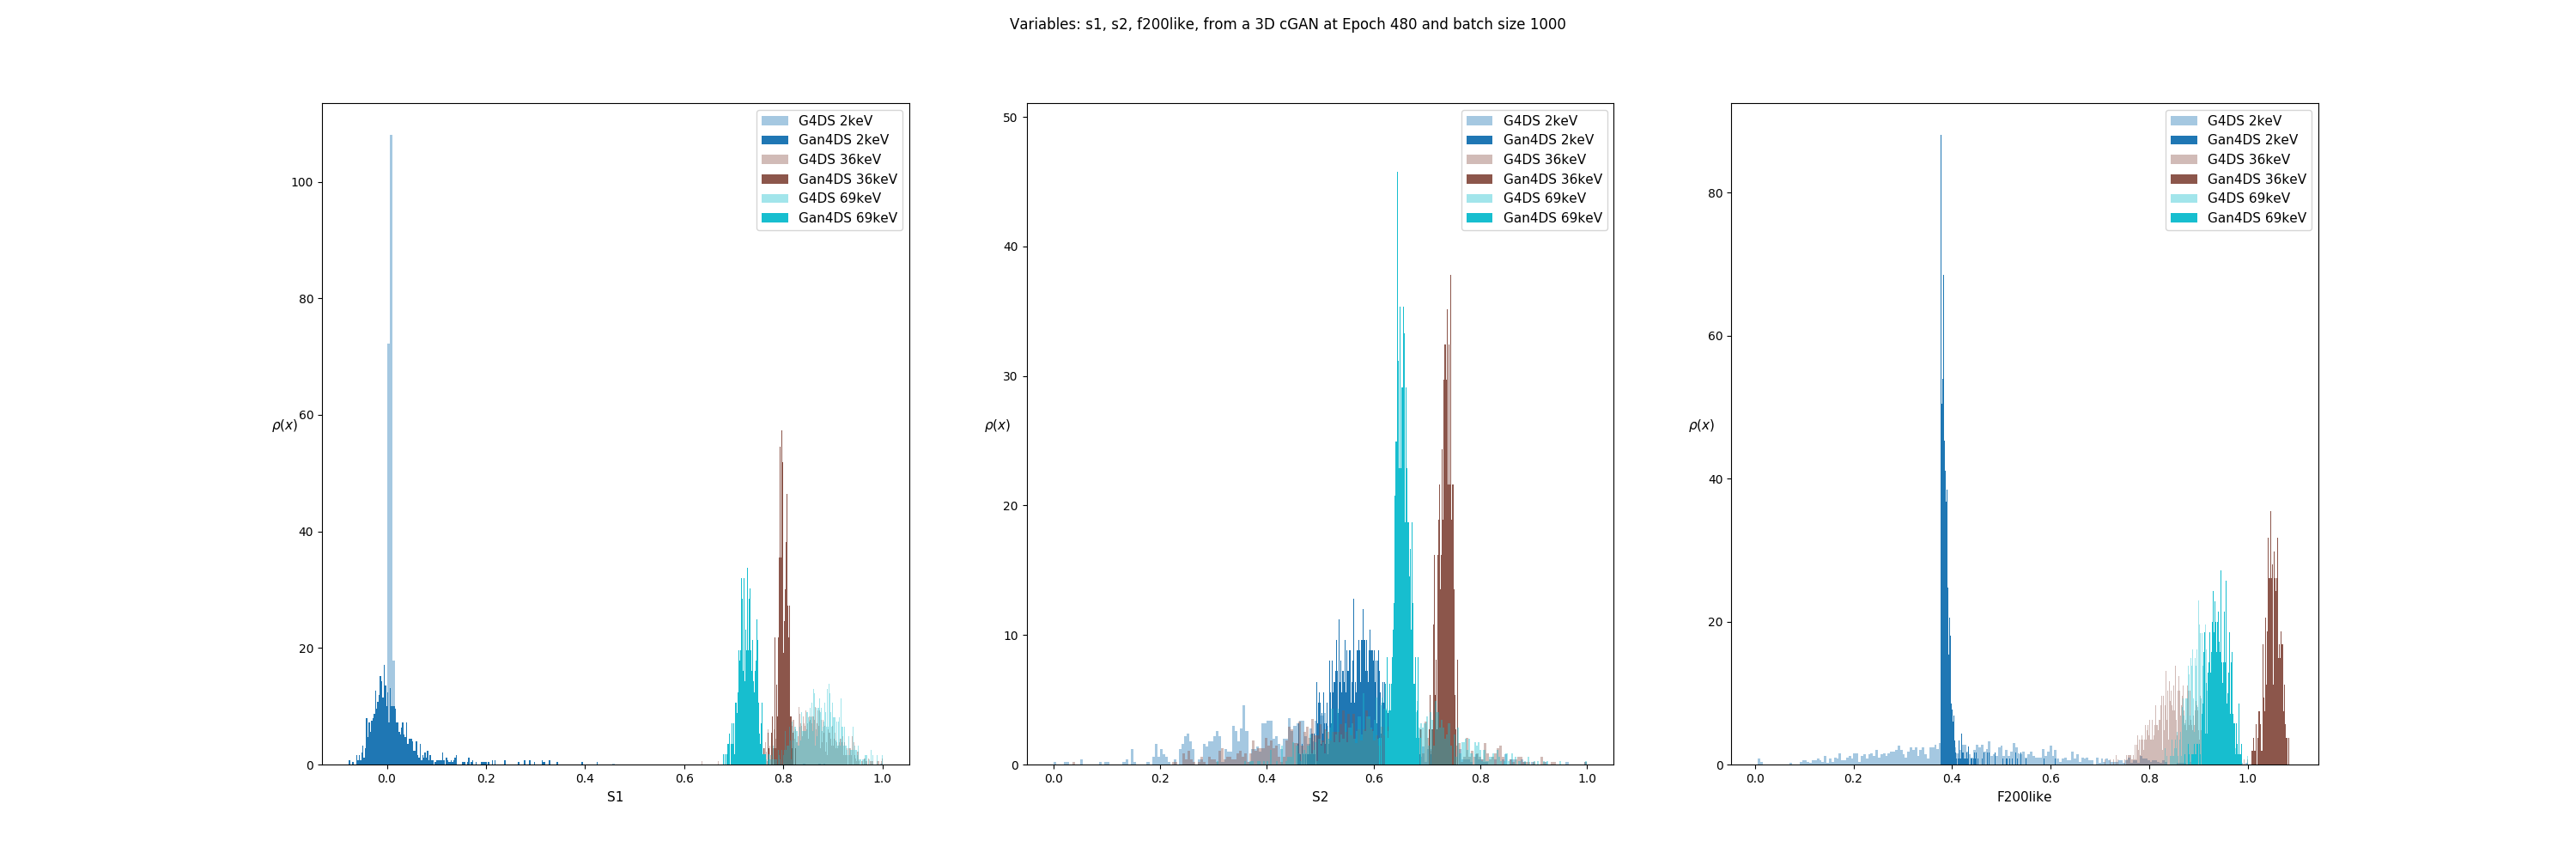 Variables: s1, s2, f200like, from a 3D cGAN at Epoch 480 and batch size 1000
G4DS 2keV
Gan4DS 2keV
G4DS 36keV
Gan4DS 36keV
G4DS 69keV
Gan4DS 69keV
100
80
60
40
20
0
ρ(x)
0.0 0.2 0.4 0.6 0.8 1.0
S1
G4DS 2keV
Gan4DS 2keV
G4DS 36keV
Gan4DS 36keV
G4DS 69keV
Gan4DS 69keV
50
40
30
20
10
0
ρ(x)
0.0 0.2 0.4 0.6 0.8 1.0
S2
G4DS 2keV
Gan4DS 2keV
G4DS 36keV
Gan4DS 36keV
G4DS 69keV
Gan4DS 69keV
80
60
40
20
0
ρ(x)
0.0 0.2 0.4 0.6 0.8 1.0
F200like